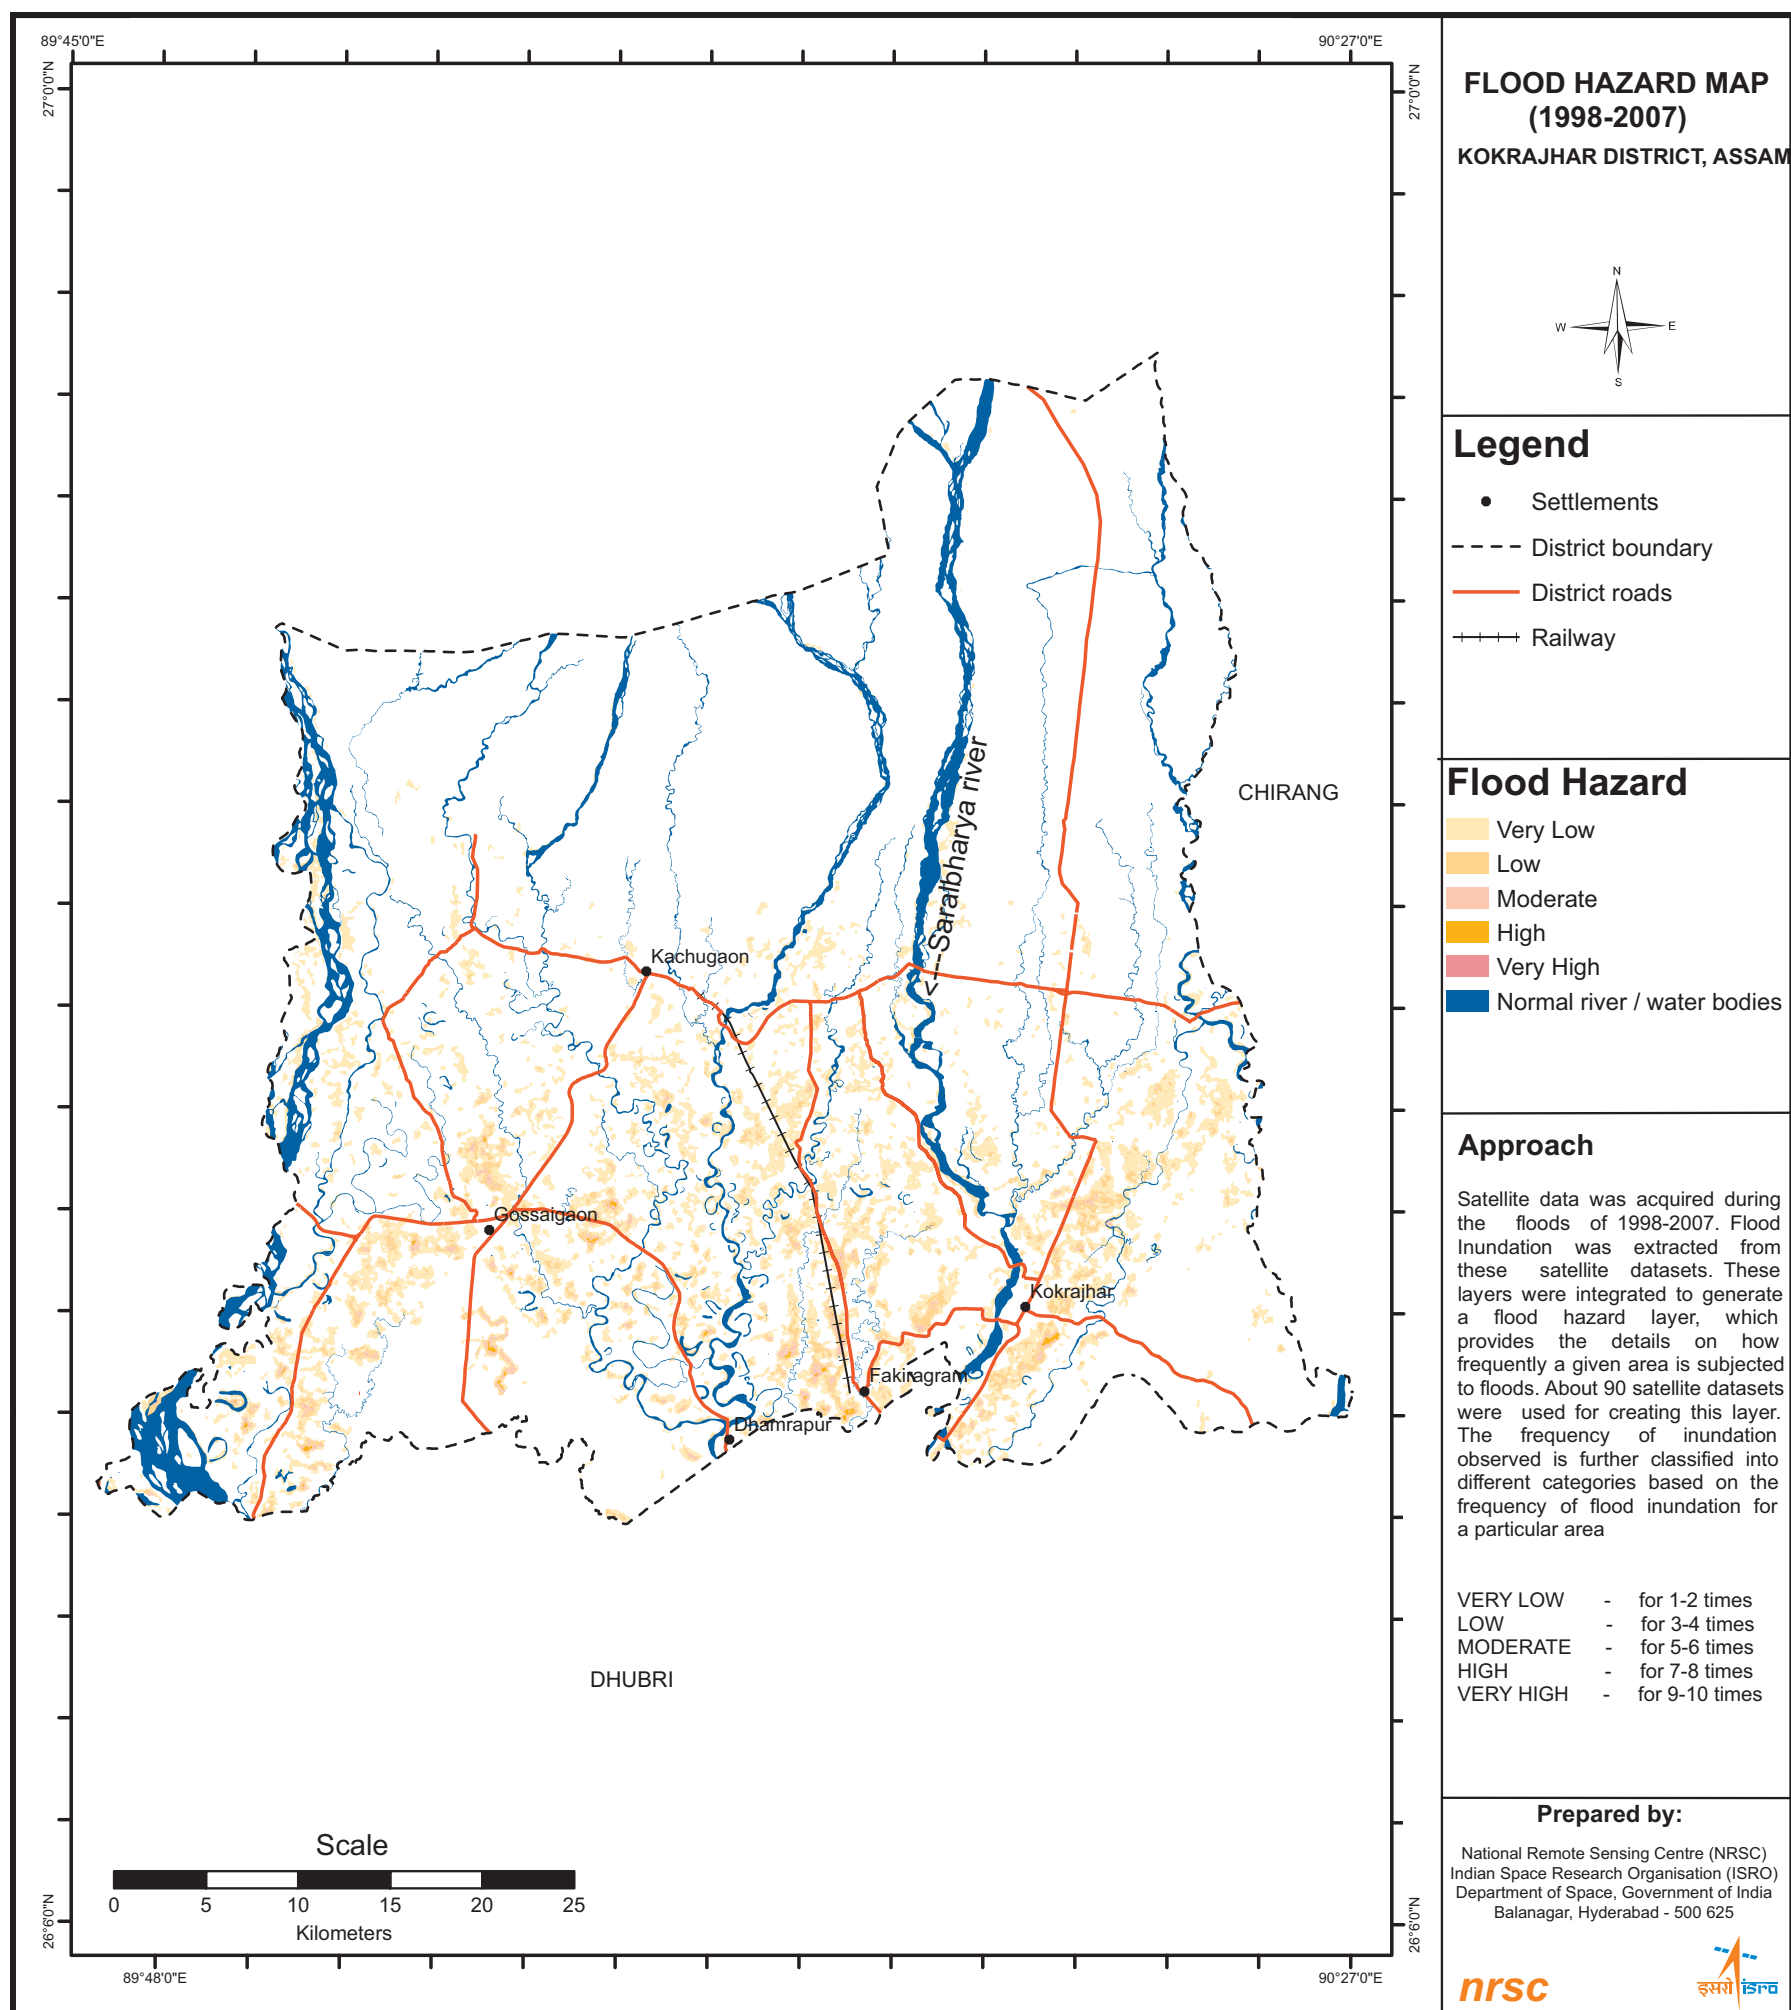 89°45'0"E
90°27'0"E
27°0'0"N
27°0'0"N
FLOOD HAZARD MAP
(1998-2007)
KOKRAJHAR DISTRICT, ASSAM
N
W
E
S
Legend
Settlements
District boundary
District roads
Railway
Flood Hazard
Very Low
Low
Moderate
High
Very High
Normal river / water bodies
CHIRANG
<---Saralbharya river
Kachugaon
Gossaigaon
Kokrajhar
Fakiragram
Dhamrapur
DHUBRI
Approach
Satellite data was acquired during
the floods of 1998-2007. Flood
Inundation was extracted from
these satellite datasets. These
layers were integrated to generate
a flood hazard layer, which
provides the details on how
frequently a given area is subjected
to floods. About 90 satellite datasets
were used for creating this layer.
The frequency of inundation
observed is further classified into
different categories based on the
frequency of flood inundation for
a particular area
VERY LOW - for 1-2 times
LOW - for 3-4 times
MODERATE - for 5-6 times
HIGH - for 7-8 times
VERY HIGH - for 9-10 times
Scale
0 5 10 15 20 25
Kilometers
26°6'0"N
26°6'0"N
89°48'0"E
90°27'0"E
Prepared by:
National Remote Sensing Centre (NRSC)
Indian Space Research Organisation (ISRO)
Department of Space, Government of India
Balanagar, Hyderabad - 500 625
nrsc
इसरो isro